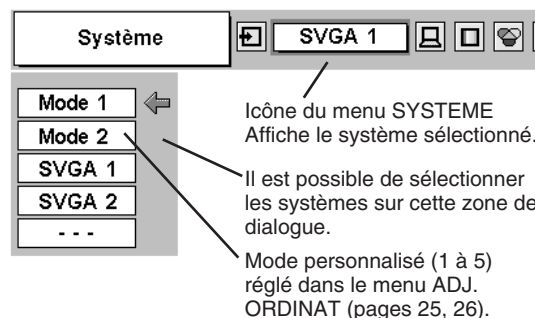 Système
SVGA 1
Mode 1
Mode 2
SVGA 1
SVGA 2
- - -
Icône du menu SYSTEME
Affiche le système sélectionné.
Il est possible de sélectionner
les systèmes sur cette zone de
dialogue.
Mode personnalisé (1 à 5)
réglé dans le menu ADJ.
ORDINAT (pages 25, 26).